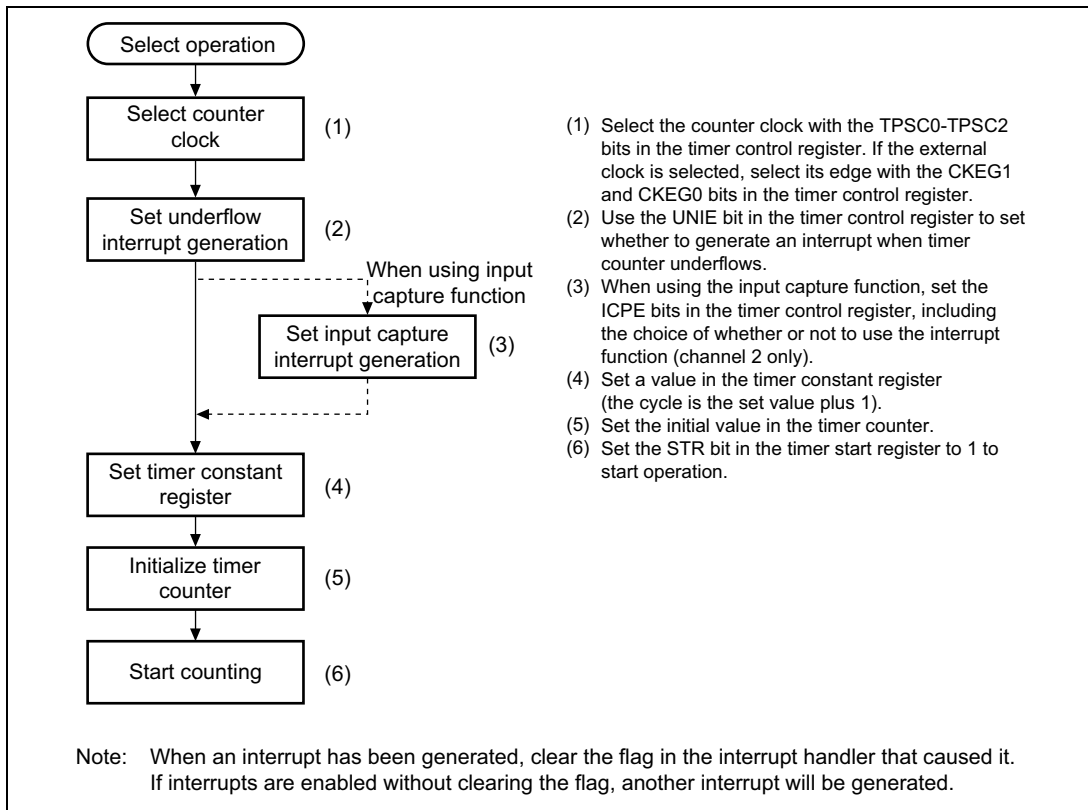 Select operation
Select counter
clock
(1)
Set underflow
interrupt generation
(2)
When using input
capture function
Set input capture
interrupt generation
(3)
Set timer constant
register
(4)
Initialize timer
counter
(5)
Start counting
(6)
(1) Select the counter clock with the TPSC0-TPSC2
bits in the timer control register. If the external
clock is selected, select its edge with the CKEG1
and CKEG0 bits in the timer control register.
(2) Use the UNIE bit in the timer control register to set
whether to generate an interrupt when timer
counter underflows.
(3) When using the input capture function, set the
ICPE bits in the timer control register, including
the choice of whether or not to use the interrupt
function (channel 2 only).
(4) Set a value in the timer constant register
(the cycle is the set value plus 1).
(5) Set the initial value in the timer counter.
(6) Set the STR bit in the timer start register to 1 to
start operation.
Note: When an interrupt has been generated, clear the flag in the interrupt handler that caused it.
If interrupts are enabled without clearing the flag, another interrupt will be generated.